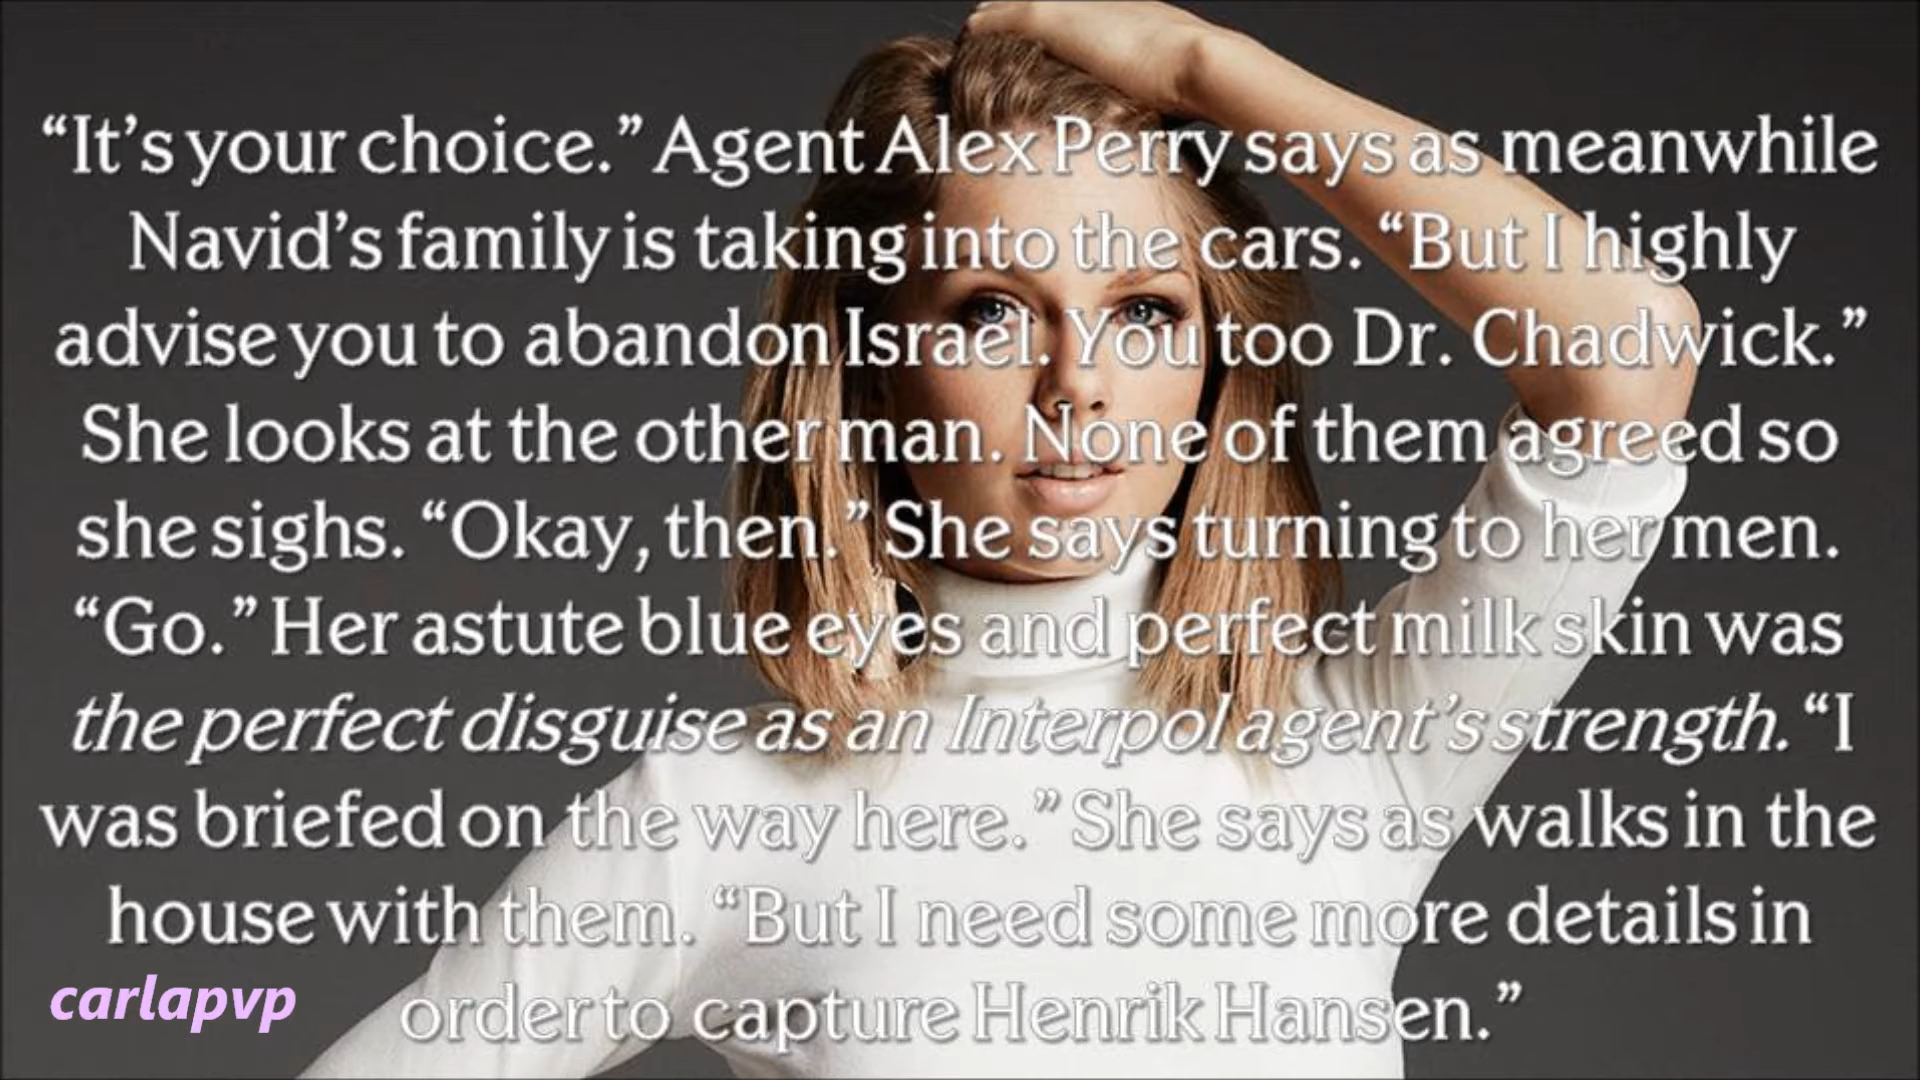 “It’s your choice.” Agent Alex Perry says as meanwhile
Navid’s family is taking into the cars. “But I highly
advise you to abandon Israel. You too Dr. Chadwick.”
She looks at the other man. None of them agreed so
she sighs. “Okay, then.” She says turning to her men.
“Go.” Her astute blue eyes and perfect milk skin was
the perfect disguise as an Interpol agent’s strength. “I
was briefed on the way here.” She says as walks in the
house with them. “But I need some more details in
order to capture Henrik Hansen.”
carlapvp